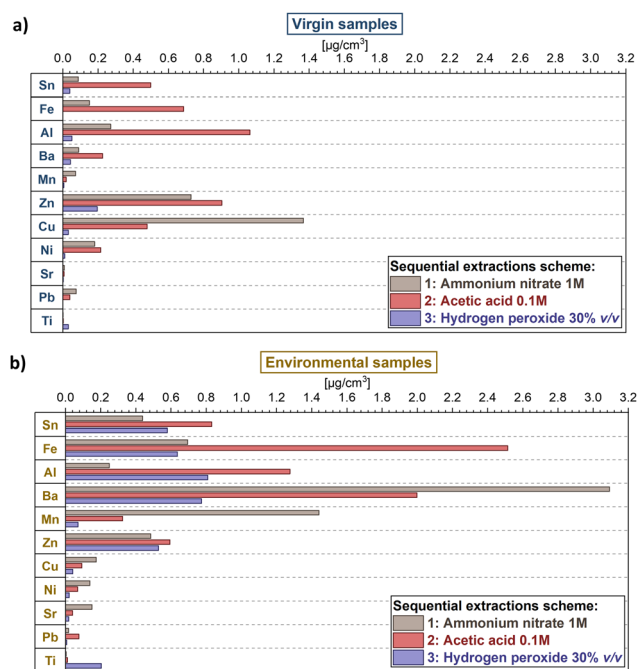 a)
Virgin samples
[µg/cm³]
0.0 0.2 0.4 0.6 0.8 1.0 1.2 1.4 1.6 1.8 2.0 2.2 2.4 2.6 2.8 3.0 3.2
Sn
Fe
Al
Ba
Mn
Zn
Cu
Ni
Sr
Pb
Ti
Sequential extractions scheme:
1: Ammonium nitrate 1M
2: Acetic acid 0.1M
3: Hydrogen peroxide 30% v/v
b)
Environmental samples
[µg/cm³]
0.0 0.2 0.4 0.6 0.8 1.0 1.2 1.4 1.6 1.8 2.0 2.2 2.4 2.6 2.8 3.0 3.2
Sn
Fe
Al
Ba
Mn
Zn
Cu
Ni
Sr
Pb
Ti
Sequential extractions scheme:
1: Ammonium nitrate 1M
2: Acetic acid 0.1M
3: Hydrogen peroxide 30% v/v